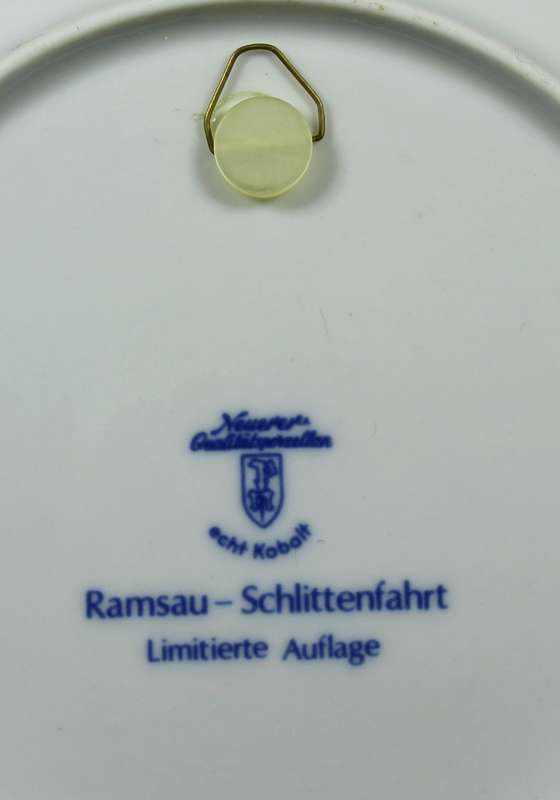 Neuerer
Qualitätsporzellan
echt Kobalt
Ramsau – Schlittenfahrt
Limitierte Auflage